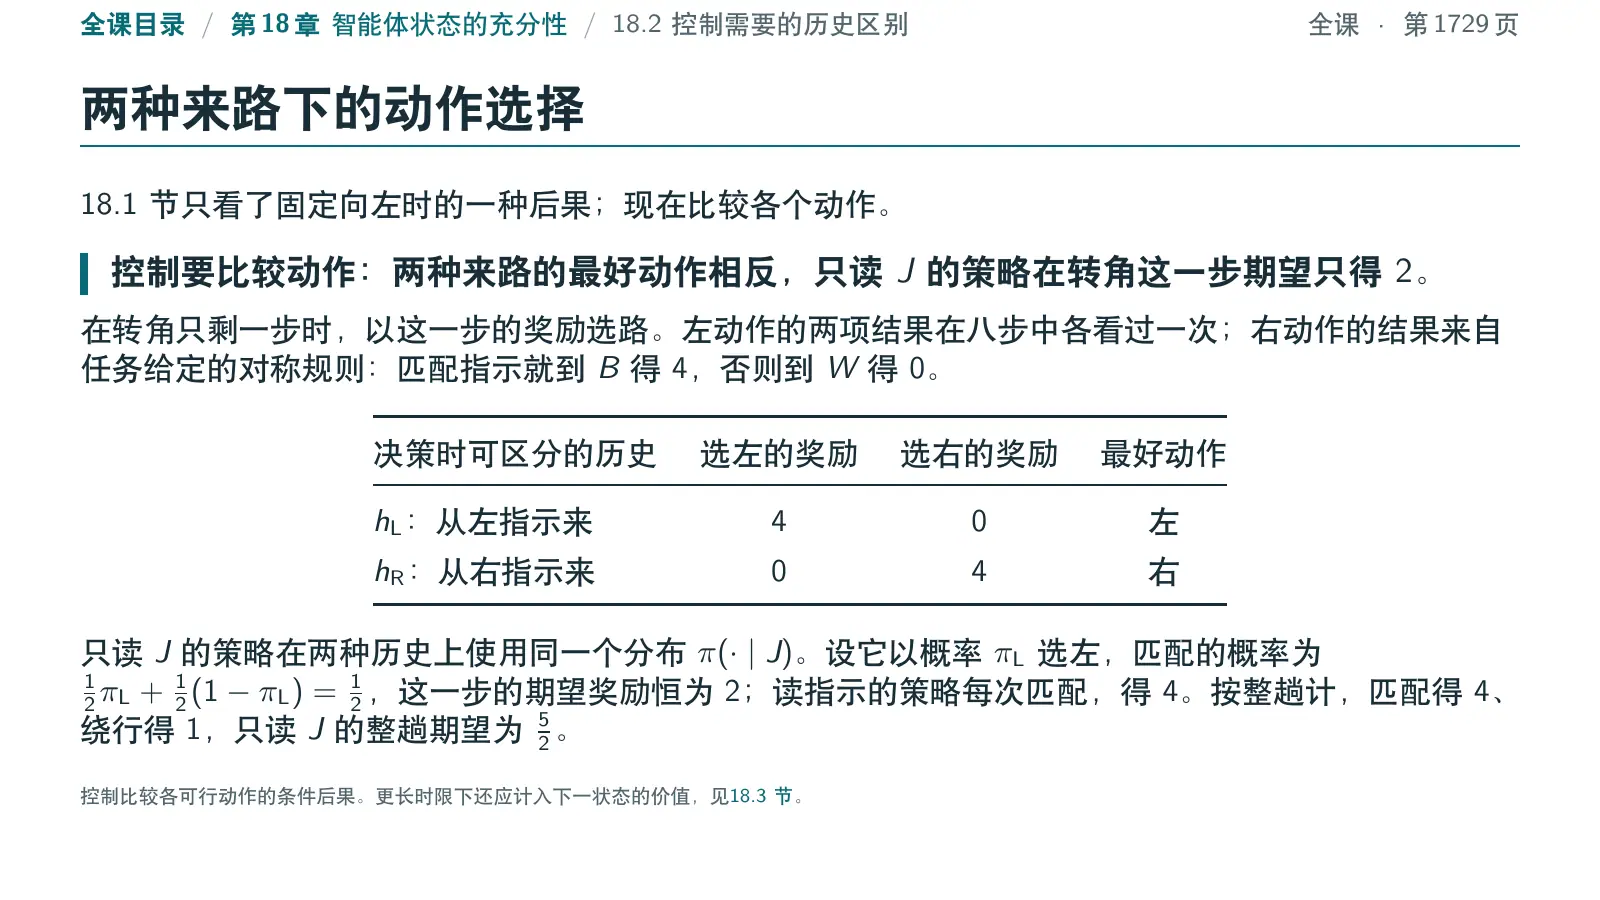 全课目录 / 第 18 章 智能体状态的充分性 / 18.2 控制需要的历史区别
全课 · 第 1729 页
两种来路下的动作选择
18.1 节只看了固定向左时的一种后果；现在比较各个动作。
控制要比较动作：两种来路的最好动作相反，只读 J 的策略在转角这一步期望只得 2。
在转角只剩一步时，以这一步的奖励选路。左动作的两项结果在八步中各看过一次；右动作的结果来自
任务给定的对称规则：匹配指示就到 B 得 4，否则到 W 得 0。
决策时可区分的历史 选左的奖励 选右的奖励 最好动作
h_L：从左指示来 4 0 左
h_R：从右指示来 0 4 右
只读 J 的策略在两种历史上使用同一个分布 π(· | J)。设它以概率 π_L 选左，匹配的概率为
½π_L + ½(1 − π_L) = ½，这一步的期望奖励恒为 2；读指示的策略每次匹配，得 4。按整趟计，匹配得 4、
绕行得 1，只读 J 的整趟期望为 5/2。
控制比较各可行动作的条件后果。更长时限下还应计入下一状态的价值，见18.3 节。